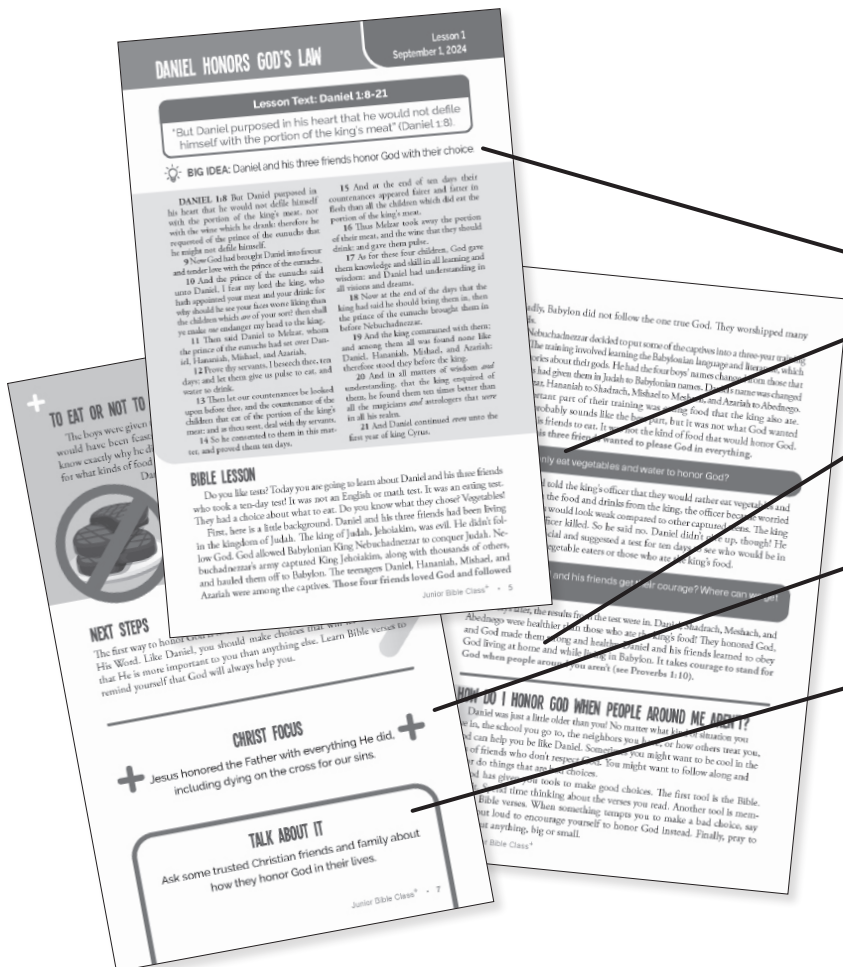 DANIEL HONORS GOD'S LAW
Lesson 1
September 1, 2024
Lesson Text: Daniel 1:8-21
"But Daniel purposed in his heart that he would not defile
himself with the portion of the king's meat" (Daniel 1:8).
BIG IDEA: Daniel and his three friends honor God with their choice.
DANIEL 1:8 But Daniel purposed in
his heart that he would not defile himself
with the portion of the king's meat, nor
with the wine which he drank: therefore he
requested of the prince of the eunuchs that
he might not defile himself.
9 Now God had brought Daniel into favour
and tender love with the prince of the eunuchs.
10 And the prince of the eunuchs said
unto Daniel, I fear my lord the king, who
hath appointed your meat and your drink: for
why should he see your faces worse liking than
the children which are of your sort? then shall
ye make me endanger my head to the king.
11 Then said Daniel to Melzar, whom
the prince of the eunuchs had set over Dan-
iel, Hananiah, Mishael, and Azariah,
12 Prove thy servants, I beseech thee, ten
days; and let them give us pulse to eat, and
water to drink.
13 Then let our countenances be looked
upon before thee, and the countenance of the
children that eat of the portion of the king's
meat: and as thou seest, deal with thy servants.
14 So he consented to them in this mat-
ter, and proved them ten days.
15 And at the end of ten days their
countenances appeared fairer and fatter in
flesh than all the children which did eat the
portion of the king's meat.
16 Thus Melzar took away the portion
of their meat, and the wine that they should
drink; and gave them pulse.
17 As for these four children, God gave
them knowledge and skill in all learning and
wisdom: and Daniel had understanding in
all visions and dreams.
18 Now at the end of the days that the
king had said he should bring them in, then
the prince of the eunuchs brought them in
before Nebuchadnezzar.
19 And the king communed with them;
and among them all was found none like
Daniel, Hananiah, Mishael, and Azariah:
therefore stood they before the king.
20 And in all matters of wisdom and
understanding, that the king enquired of
them, he found them ten times better than
all the magicians and astrologers that were
in all his realm.
21 And Daniel continued even unto the
first year of king Cyrus.
BIBLE LESSON
Do you like tests? Today you are going to learn about Daniel and his three friends
who took a ten-day test! It was not an English or math test. It was an eating test.
They had a choice about what to eat. Do you know what they chose? Vegetables!
First, here is a little background. Daniel and his three friends had been living
in the kingdom of Judah. The king of Judah, Jehoiakim, was evil. He didn't fol-
low God. God allowed Babylonian King Nebuchadnezzar to conquer Judah. Ne-
buchadnezzar's army captured King Jehoiakim, along with thousands of others,
and hauled them off to Babylon. The teenagers Daniel, Hananiah, Mishael, and
Azariah were among the captives. Those four friends loved God and followed
Junior Bible Class® • 5
adly, Babylon did not follow the one true God. They worshipped many
Nebuchadnezzar decided to put some of the captives into a three-year training
The training involved learning the Babylonian language and literature, which
ories about their gods. He had the four boys' names changed from those that
had given them in Judah to Babylonian names. Daniel's name was changed
Hananiah to Shadrach, Mishael to Meshach, and Azariah to Abednego.
rtant part of their training was eating food that the king also ate.
probably sounds like the best part, but it was not what God wanted
is friends to eat. It was not the kind of food that would honor God.
his three friends wanted to please God in everything.
nly eat vegetables and water to honor God?
told the king's officer that they would rather eat vegetables and
the food and drinks from the king, the officer became worried
would look weak compared to other captured teens. The king
officer killed. So he said no. Daniel didn't give up, though! He
cial and suggested a test for ten days to see who would be in
vegetable eaters or those who ate the king's food.
and his friends get their courage? Where can we get
later, the results from the test were in. Daniel, Shadrach, Meshach, and
Abednego were healthier than those who ate the king's food! They honored God,
and God made them strong and healthy. Daniel and his friends learned to obey
God living at home and while living in Babylon. It takes courage to stand for
God when people around you aren't (see Proverbs 1:10).
HOW DO I HONOR GOD WHEN PEOPLE AROUND ME AREN'T?
Daniel was just a little older than you! No matter what kind of situation you
in, the school you go to, the neighbors you have, or how others treat you,
d can help you be like Daniel. Sometimes you might want to be cool in the
of friends who don't respect God. You might want to follow along and
do things that are bad choices.
d has given you tools to make good choices. The first tool is the Bible.
Spend time thinking about the verses you read. Another tool is mem-
Bible verses. When something tempts you to make a bad choice, say
out loud to encourage yourself to honor God instead. Finally, pray to
anything, big or small.
Junior Bible Class®
TO EAT OR NOT TO
The boys were given
would have been feast
know exactly why he di
for what kinds of food
Da
NEXT STEPS
The first way to honor God is
His Word. Like Daniel, you should make choices that
that He is more important to you than anything else. Learn Bible verses to
remind yourself that God will always help you.
CHRIST FOCUS
Jesus honored the Father with everything He did,
including dying on the cross for our sins.
TALK ABOUT IT
Ask some trusted Christian friends and family about
how they honor God in their lives.
Junior Bible Class® • 7